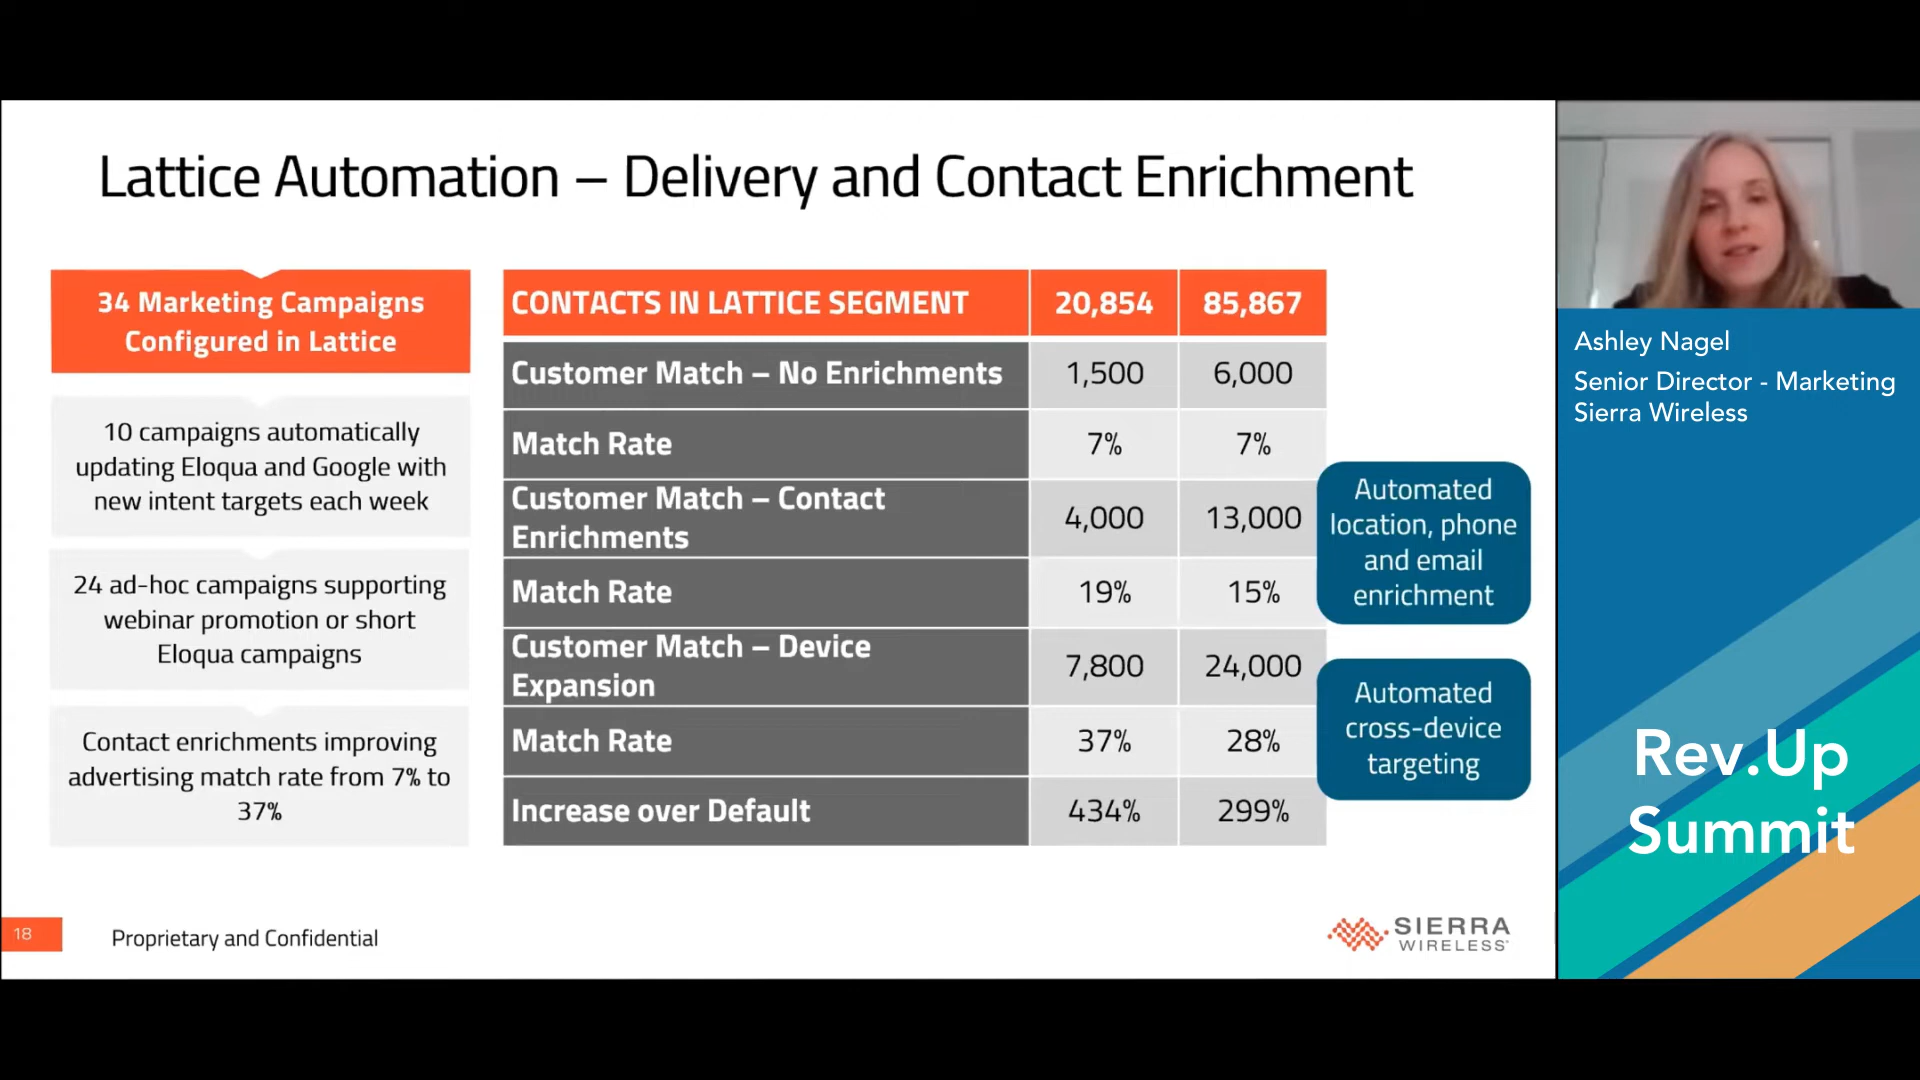 Lattice Automation – Delivery and Contact Enrichment
34 Marketing Campaigns
Configured in Lattice
10 campaigns automatically
updating Eloqua and Google with
new intent targets each week
24 ad-hoc campaigns supporting
webinar promotion or short
Eloqua campaigns
Contact enrichments improving
advertising match rate from 7% to
37%
CONTACTS IN LATTICE SEGMENT 20,854 85,867
Customer Match – No Enrichments 1,500 6,000
Match Rate 7% 7%
Customer Match – Contact
Enrichments 4,000 13,000
Match Rate 19% 15%
Customer Match – Device
Expansion 7,800 24,000
Match Rate 37% 28%
Increase over Default 434% 299%
Automated
location, phone
and email
enrichment
Automated
cross-device
targeting
18
Proprietary and Confidential
SIERRA
WIRELESS
Ashley Nagel
Senior Director - Marketing
Sierra Wireless
Rev.Up
Summit